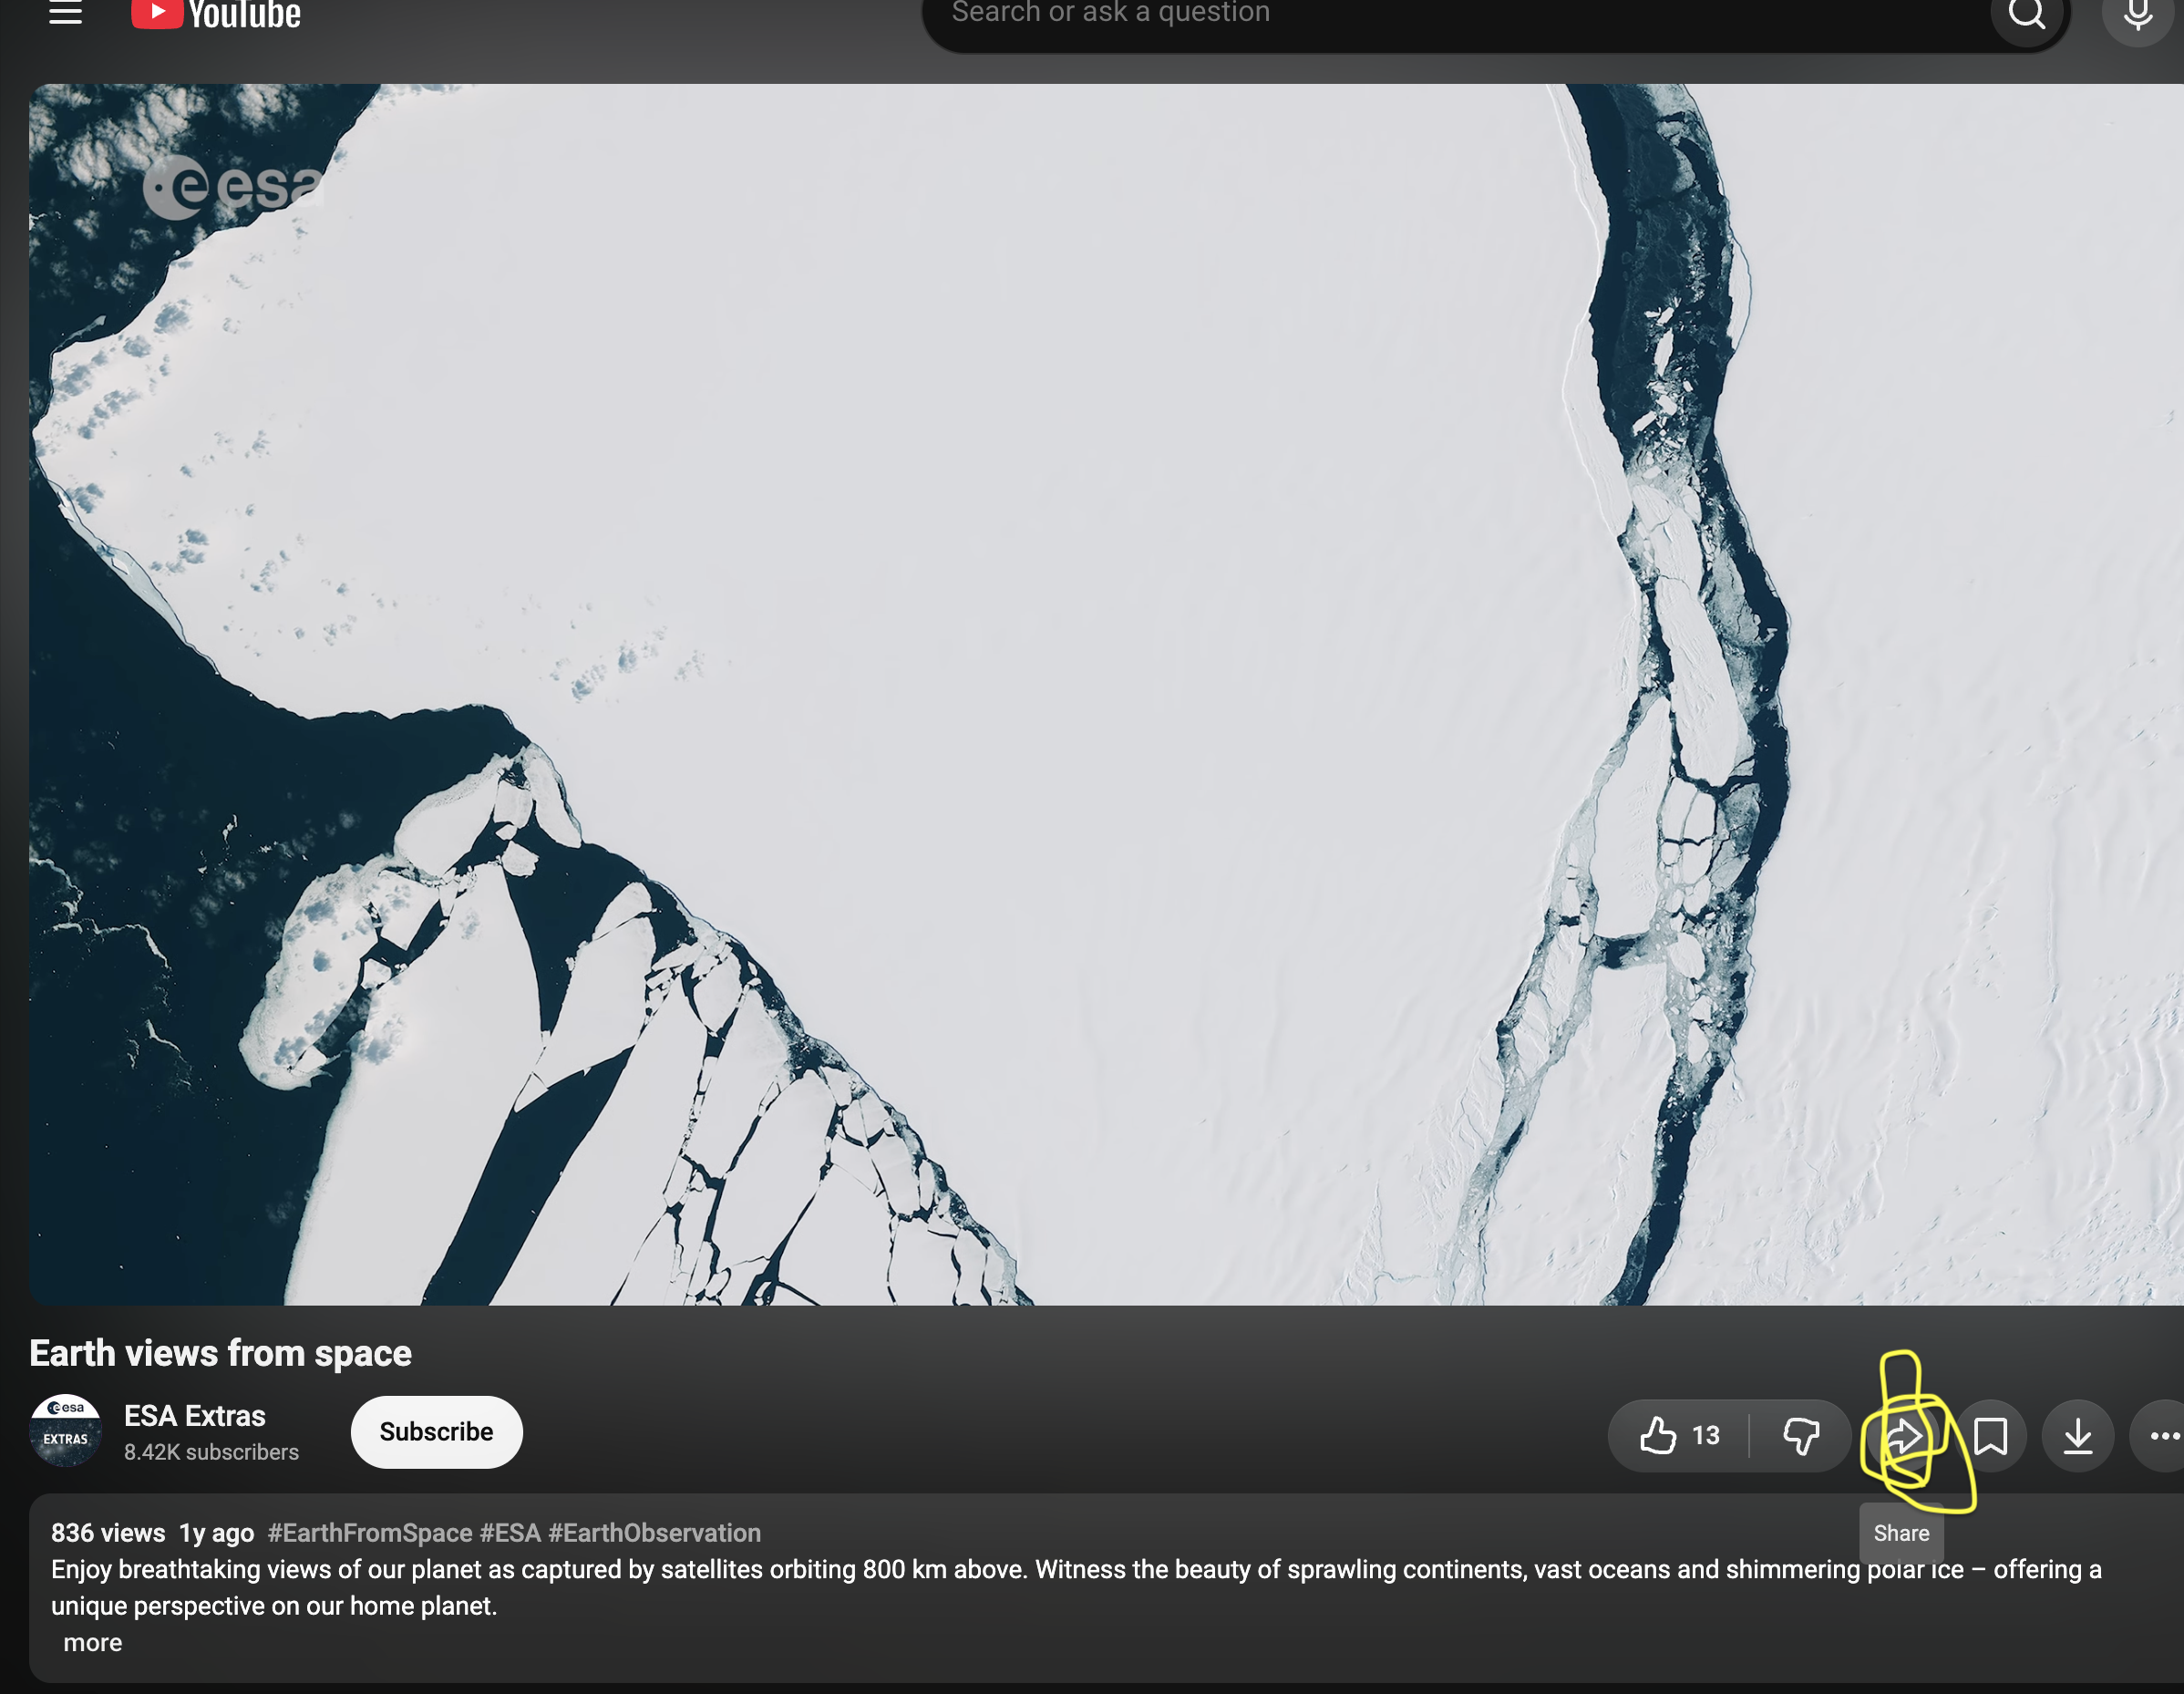 YouTube
Search or ask a question
esa
Earth views from space
esa
EXTRAS
ESA Extras
8.42K subscribers
Subscribe
13
Share
836 views 1y ago #EarthFromSpace #ESA #EarthObservation
Enjoy breathtaking views of our planet as captured by satellites orbiting 800 km above. Witness the beauty of sprawling continents, vast oceans and shimmering polar ice – offering a
unique perspective on our home planet.
more